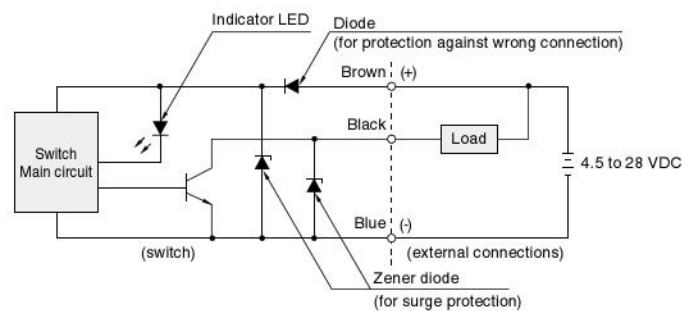 Indicator LED
Diode
(for protection against wrong connection)
Brown (+)
Black
Load
Switch
Main circuit
4.5 to 28 VDC
Blue (-)
(switch)
(external connections)
Zener diode
(for surge protection)